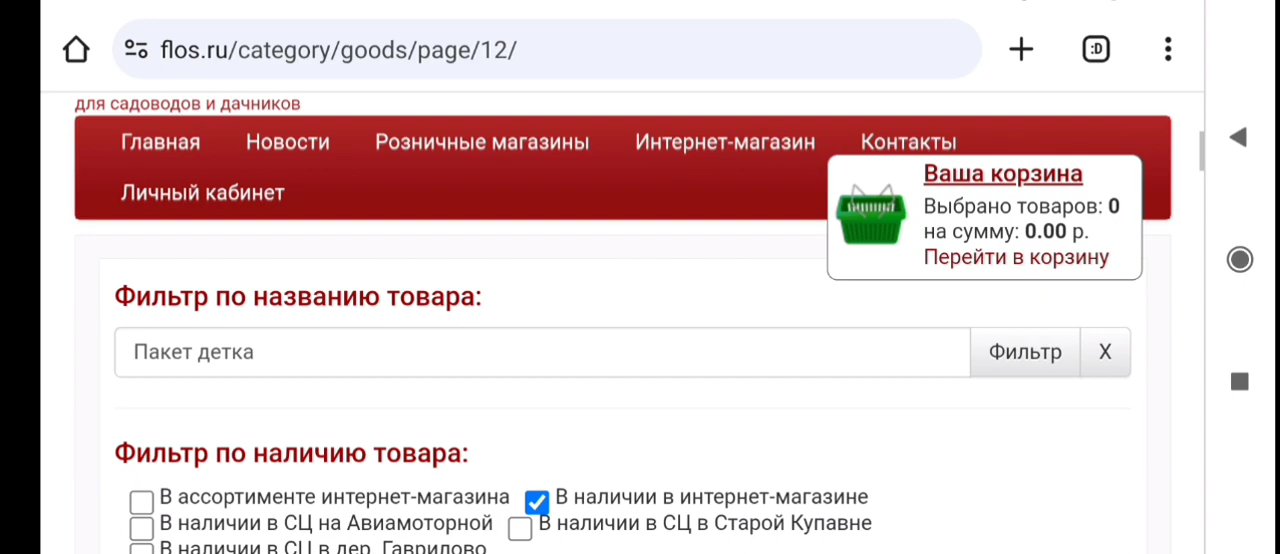 flos.ru/category/goods/page/12/
:D
для садоводов и дачников
Главная Новости Розничные магазины Интернет-магазин Контакты
Личный кабинет
Ваша корзина
Выбрано товаров: 0
на сумму: 0.00 р.
Перейти в корзину
Фильтр по названию товара:
Пакет детка Фильтр X
Фильтр по наличию товара:
В ассортименте интернет-магазина В наличии в интернет-магазине
В наличии в СЦ на Авиамоторной В наличии в СЦ в Старой Купавне
В наличии в СЦ в дер. Гаврилово